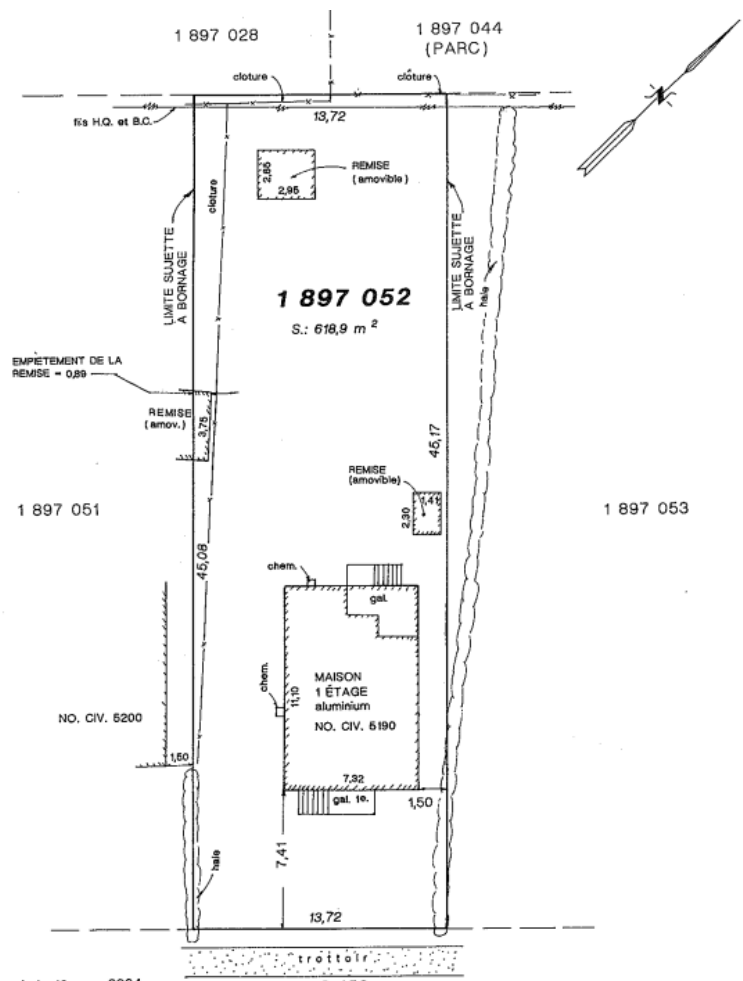 1 897 028
1 897 044
(PARC)
cloture
clôture
fils H.Q. et B.C.
13,72
cloture
2,65
2,95
REMISE
(amovible)
LIMITE SUJETTE
A BORNAGE
LIMITE SUJETTE
A BORNAGE
haie
1 897 052
S.: 618,9 m ²
EMPIÉTEMENT DE LA
REMISE = 0,89
REMISE
(amov.)
3,75
45,17
REMISE
(amovible)
1,41
2,30
1 897 051
1 897 053
45,08
chem.
gal.
chem.
11,10
MAISON
1 ÉTAGE
aluminium
NO. CIV. 5190
NO. CIV. 5200
1,50
7,32
gal. 1e.
1,50
7,41
haie
13,72
trottoir